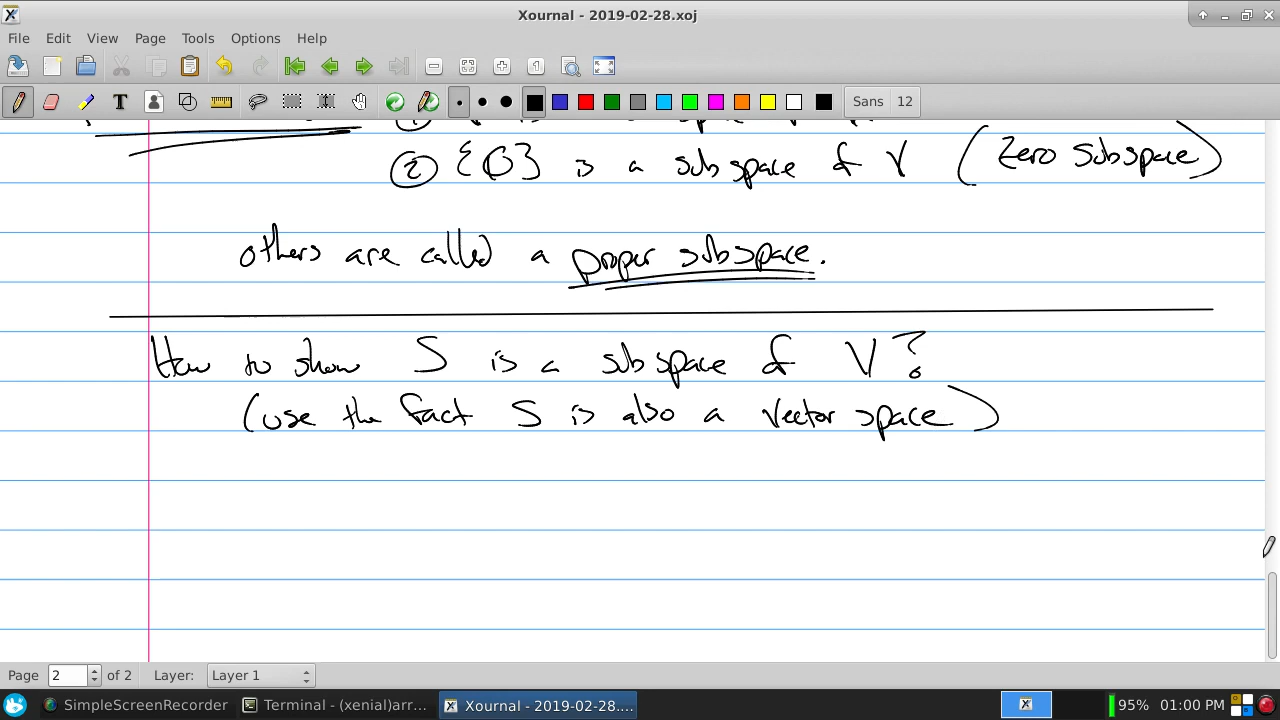 Xournal - 2019-02-28.xoj
File Edit View Page Tools Options Help
Sans 12
② {0} is a subspace of V (Zero Subspace)
others are called a proper subspace.
How to show S is a subspace of V?
(use the fact S is also a vector space)
Page 2 of 2 Layer: Layer 1
SimpleScreenRecorder Terminal - (xenial)arr... Xournal - 2019-02-28.... 95% 01:00 PM